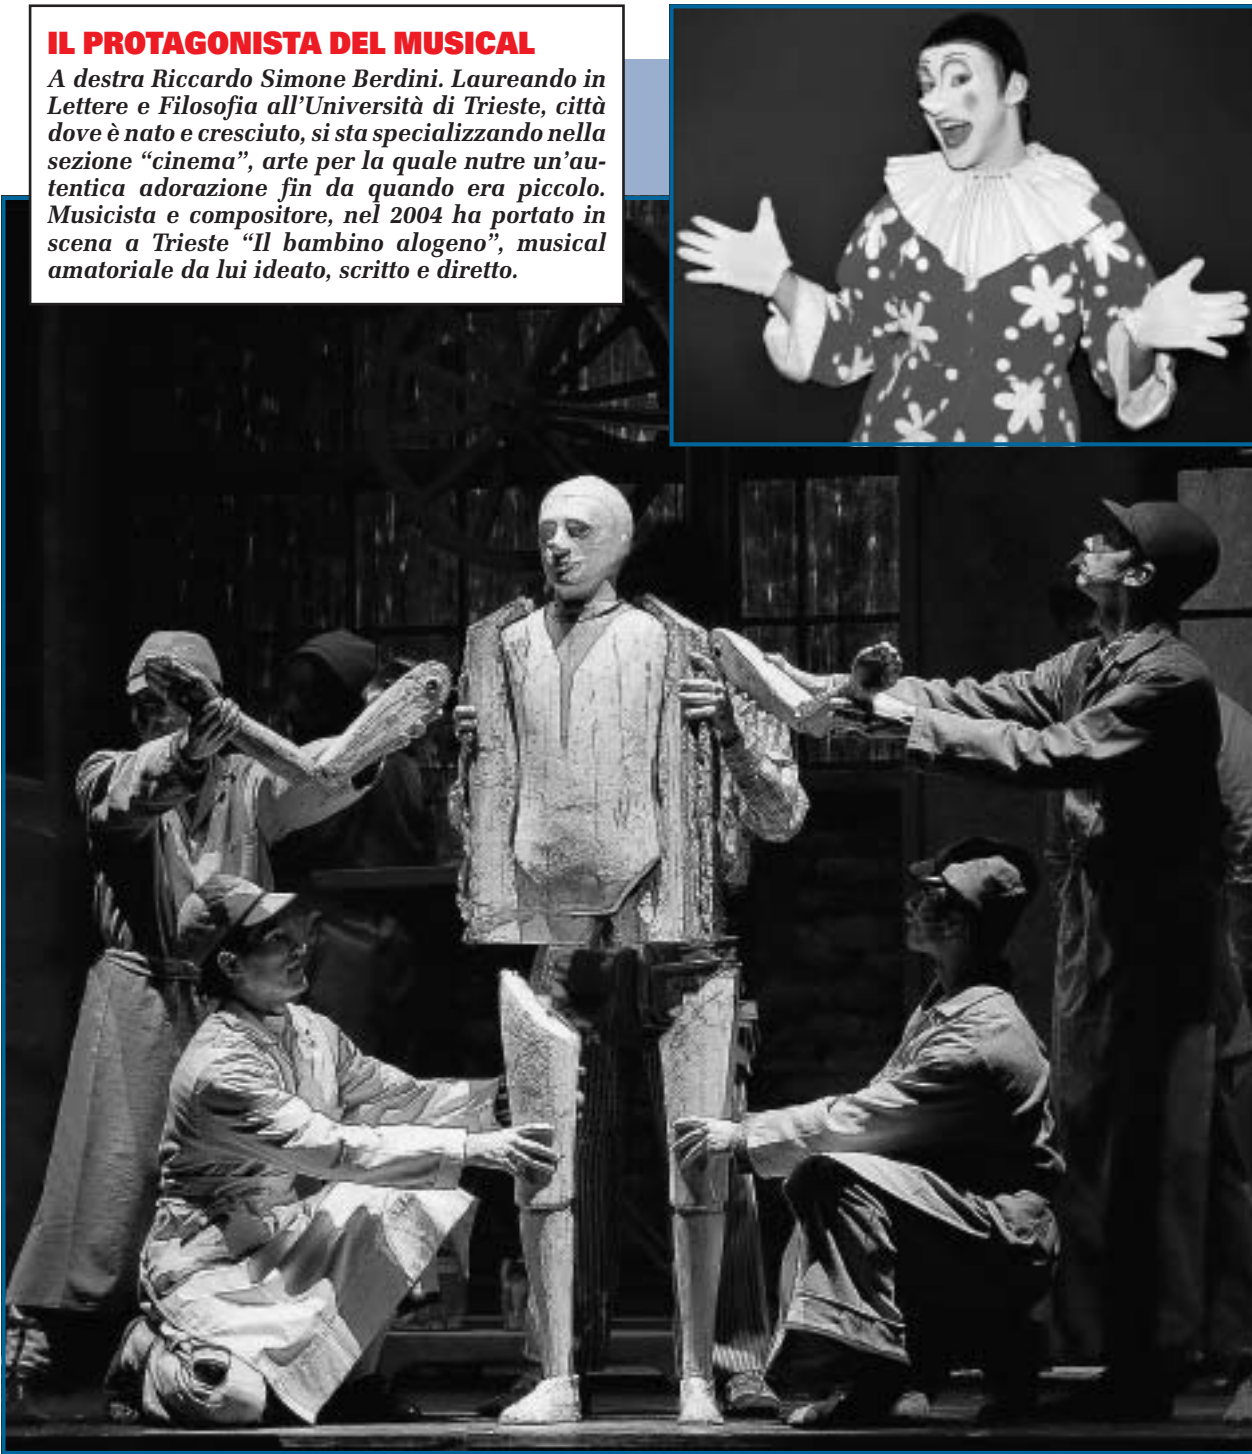 IL PROTAGONISTA DEL MUSICAL
A destra Riccardo Simone Berdini. Laureando in
Lettere e Filosofia all’Università di Trieste, città
dove è nato e cresciuto, si sta specializzando nella
sezione “cinema”, arte per la quale nutre un’au-
tentica adorazione fin da quando era piccolo.
Musicista e compositore, nel 2004 ha portato in
scena a Trieste “Il bambino alogeno”, musical
amatoriale da lui ideato, scritto e diretto.